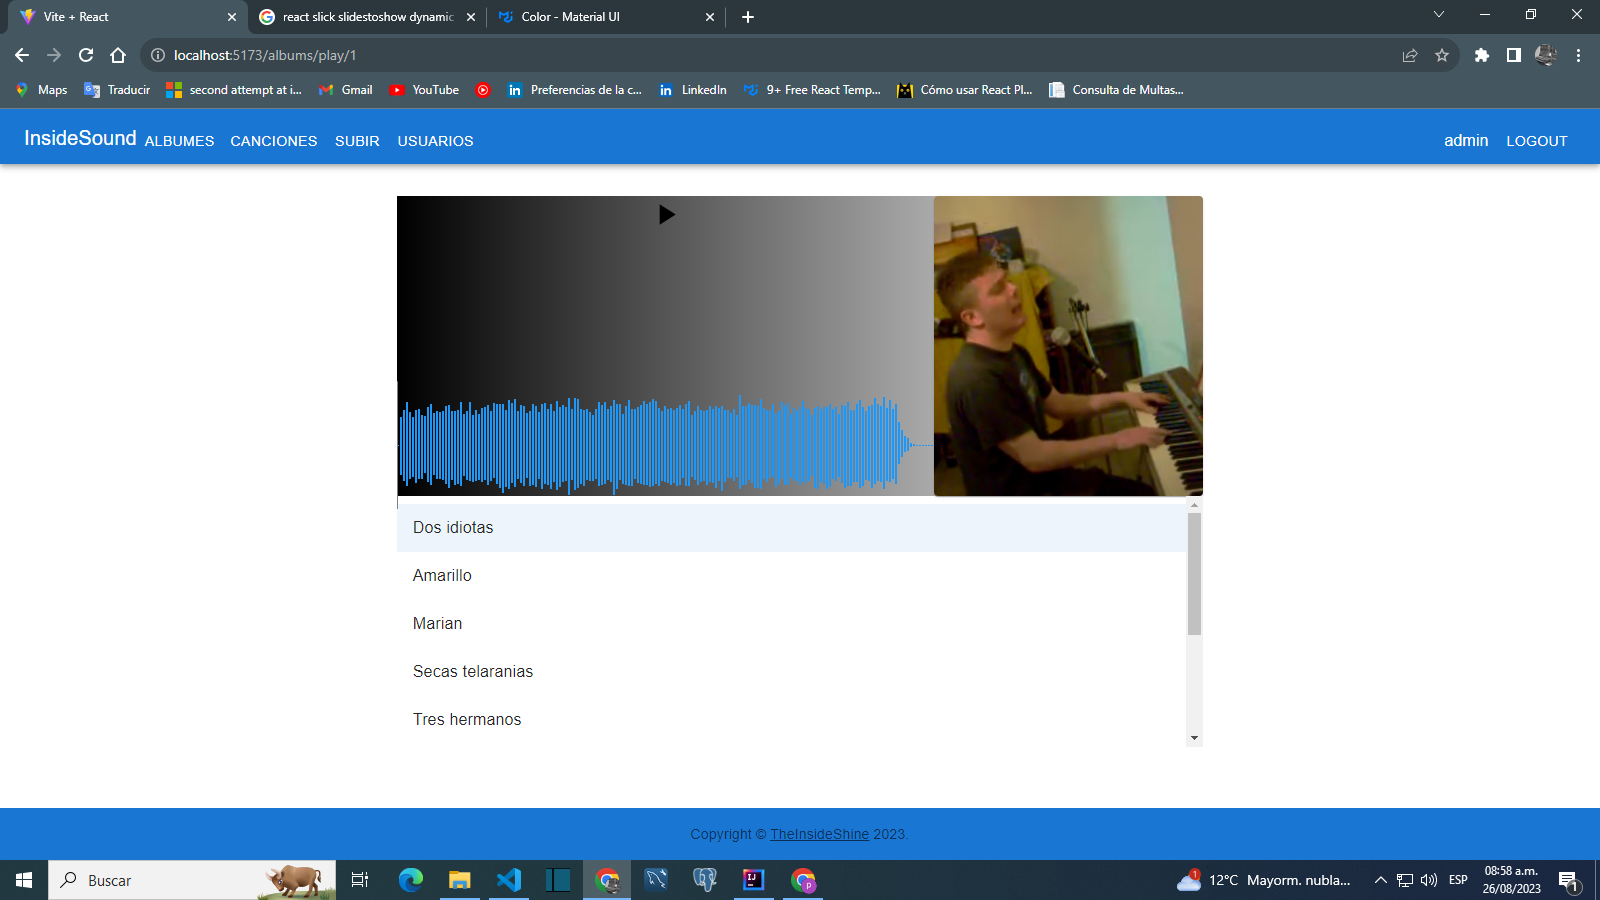 Vite + React
react slick slidestoshow dynamic
Color - Material UI
localhost:5173/albums/play/1
Maps
Traducir
second attempt at i...
Gmail
YouTube
Preferencias de la c...
LinkedIn
9+ Free React Temp...
Cómo usar React Pl...
Consulta de Multas...
InsideSound ALBUMES CANCIONES SUBIR USUARIOS
admin LOGOUT
Dos idiotas
Amarillo
Marian
Secas telaranias
Tres hermanos
Copyright © TheInsideShine 2023.
Buscar
1
12°C Mayorm. nubla...
ESP
08:58 a.m.
26/08/2023
1